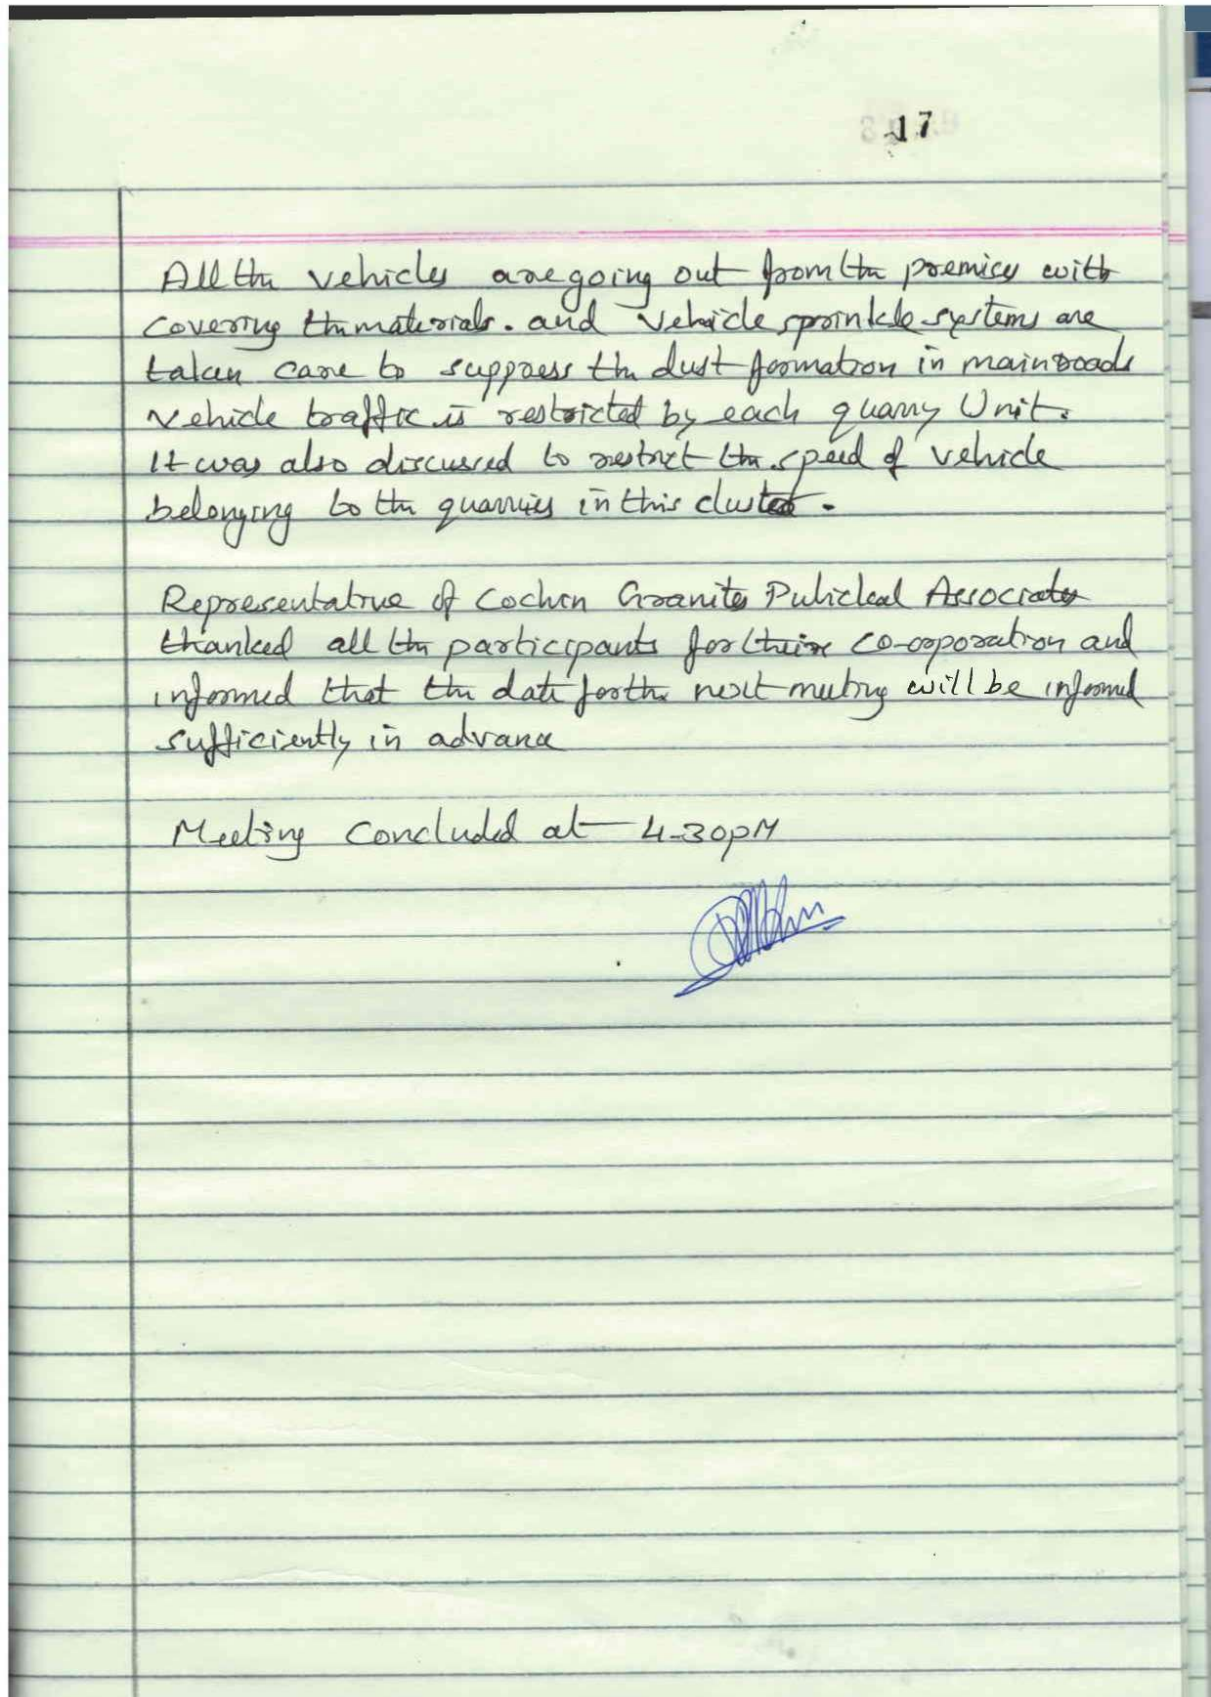 17
All the vehicles are going out from the premises with
covering the materials. and vehicle sprinkle systems are
taken care to suppress the dust formation in main roads
vehicle traffic is restricted by each quarry Unit.
It was also discussed to restrict the speed of vehicle
belonging to the quarries in this cluster.
Representative of Cochin Granites Pulickal Associates
thanked all the participants for their co-operation and
informed that the date for the next meeting will be informed
sufficiently in advance
Meeting Concluded at 4-30pM